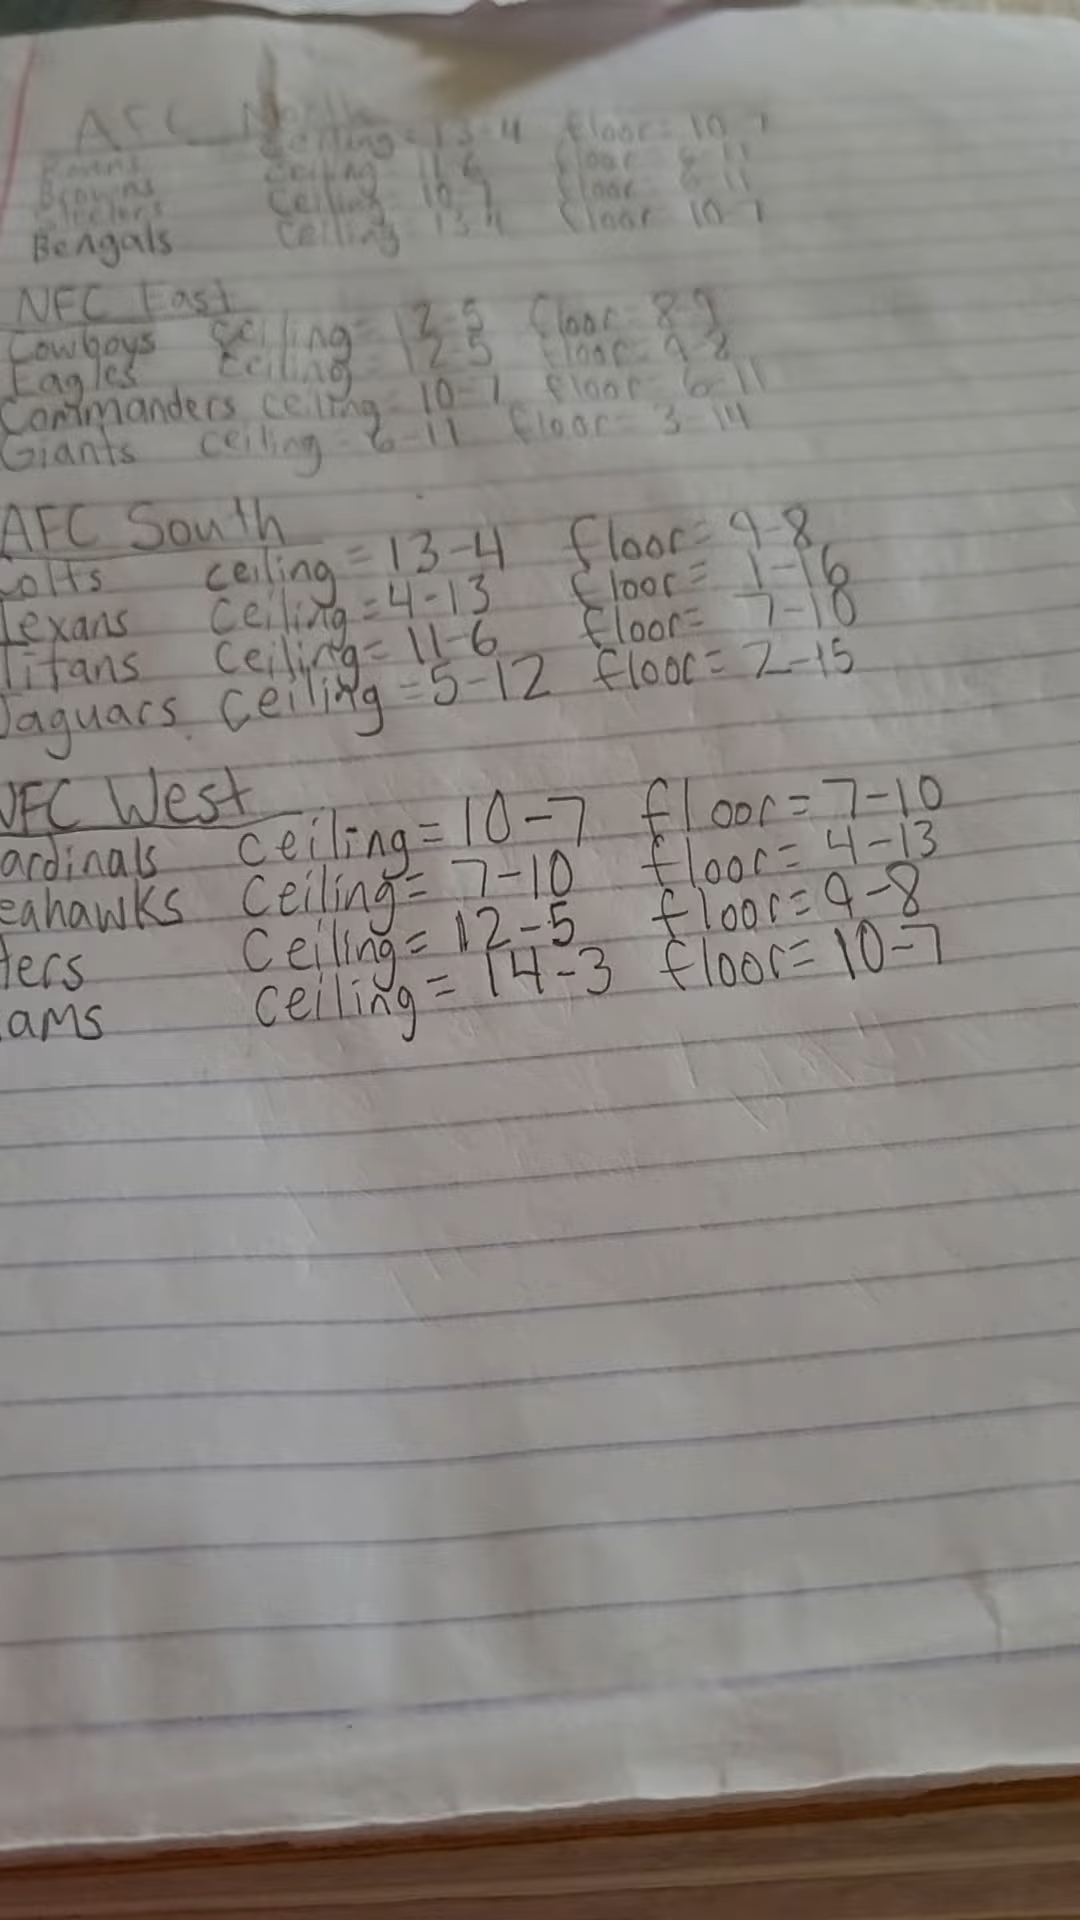 AFC North
Ravens ceiling = 13-4 floor = 10-7
Browns ceiling = 11-6 floor = 6-11
Steelers ceiling = 10-7 floor = 6-11
Bengals ceiling = 13-4 floor = 10-7
NFC East
Cowboys ceiling = 12-5 floor = 8-9
Eagles ceiling = 12-5 floor = 9-8
Commanders ceiling = 10-7 floor = 6-11
Giants ceiling = 6-11 floor = 3-14
AFC South
Colts ceiling = 13-4 floor = 9-8
Texans ceiling = 4-13 floor = 1-16
Titans ceiling = 11-6 floor = 7-10
Jaguars ceiling = 5-12 floor = 2-15
NFC West
ardinals ceiling = 10-7 floor = 7-10
eahawks ceiling = 7-10 floor = 4-13
ers ceiling = 12-5 floor = 9-8
ams ceiling = 14-3 floor = 10-7